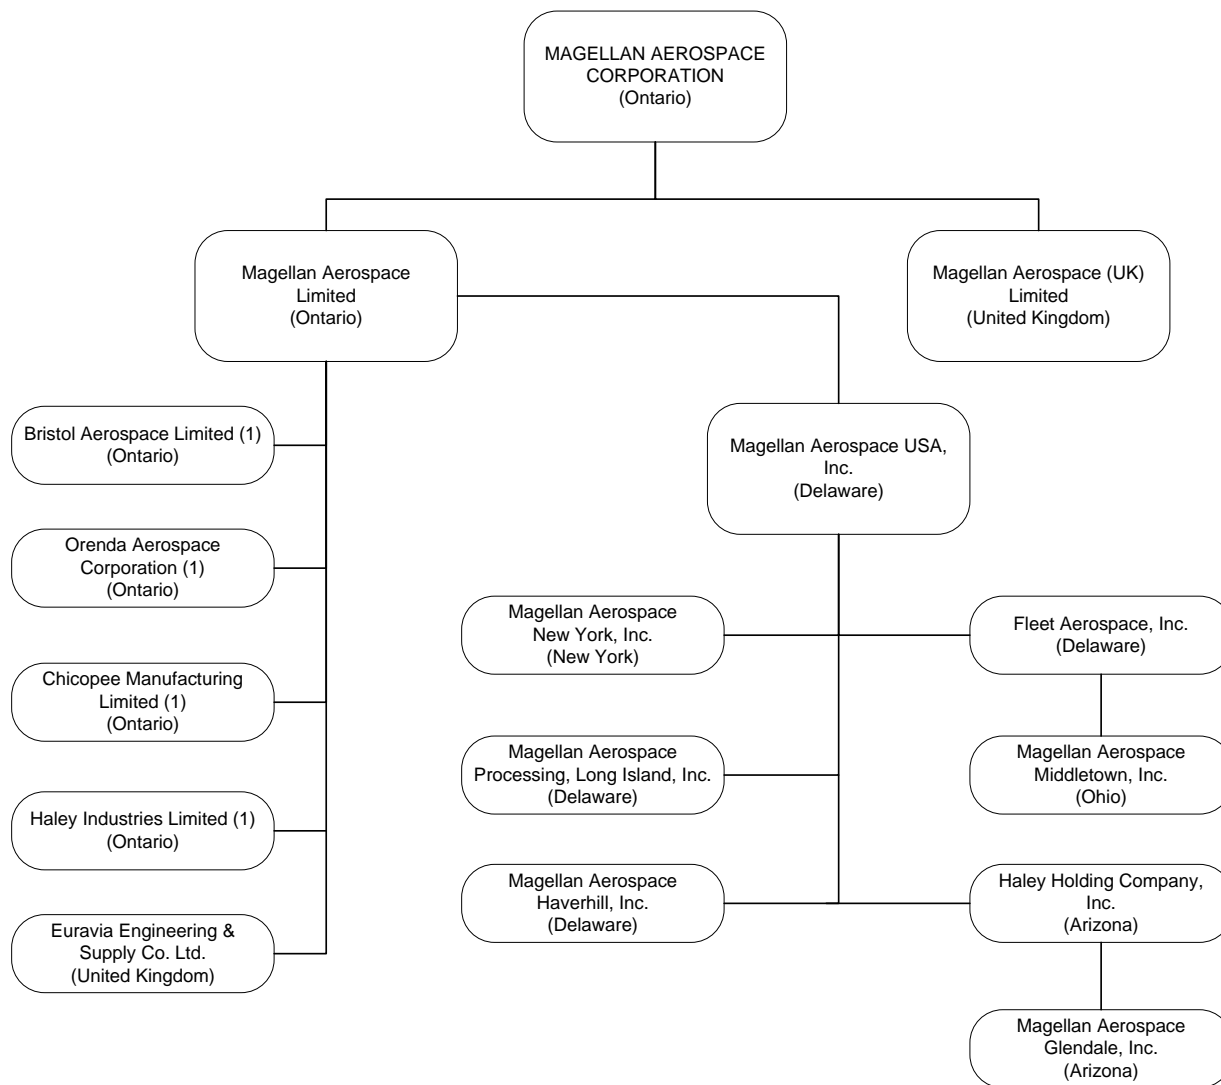 MAGELLAN AEROSPACE
CORPORATION
(Ontario)
Magellan Aerospace
Limited
(Ontario)
Magellan Aerospace (UK)
Limited
(United Kingdom)
Bristol Aerospace Limited (1)
(Ontario)
Magellan Aerospace USA,
Inc.
(Delaware)
Orenda Aerospace
Corporation (1)
(Ontario)
Magellan Aerospace
New York, Inc.
(New York)
Fleet Aerospace, Inc.
(Delaware)
Chicopee Manufacturing
Limited (1)
(Ontario)
Magellan Aerospace
Processing, Long Island, Inc.
(Delaware)
Magellan Aerospace
Middletown, Inc.
(Ohio)
Haley Industries Limited (1)
(Ontario)
Magellan Aerospace
Haverhill, Inc.
(Delaware)
Haley Holding Company,
Inc.
(Arizona)
Euravia Engineering &
Supply Co. Ltd.
(United Kingdom)
Magellan Aerospace
Glendale, Inc.
(Arizona)